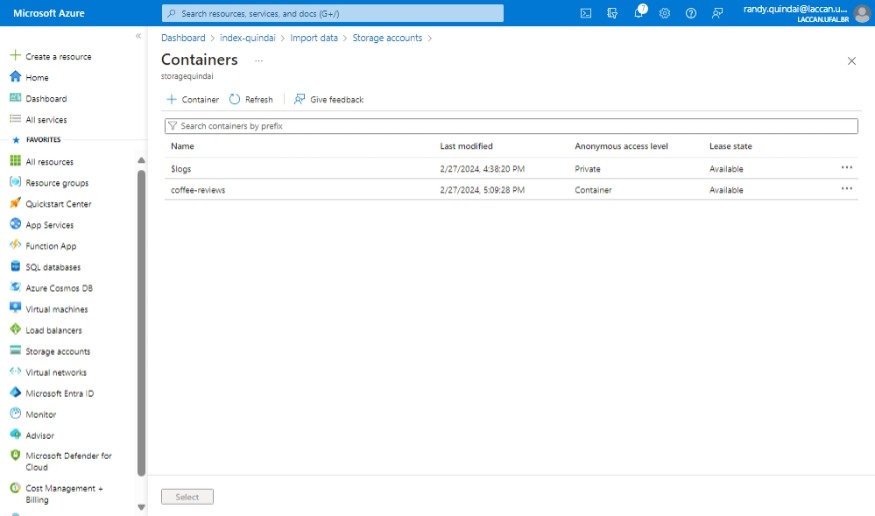 Microsoft Azure
Search resources, services, and docs (G+/)
7
randy.quindai@laccan.u...
LACCAN.UFAL.BR
«
Create a resource
Home
Dashboard
All services
FAVORITES
All resources
Resource groups
Quickstart Center
App Services
Function App
SQL databases
Azure Cosmos DB
Virtual machines
Load balancers
Storage accounts
Virtual networks
Microsoft Entra ID
Monitor
Advisor
Microsoft Defender for
Cloud
Cost Management +
Billing
Dashboard > index-quindai > Import data > Storage accounts >
Containers ...
storagequindai
+ Container Refresh | Give feedback
Search containers by prefix
Name Last modified Anonymous access level Lease state
$logs 2/27/2024, 4:38:20 PM Private Available ...
coffee-reviews 2/27/2024, 5:09:28 PM Container Available ...
Select